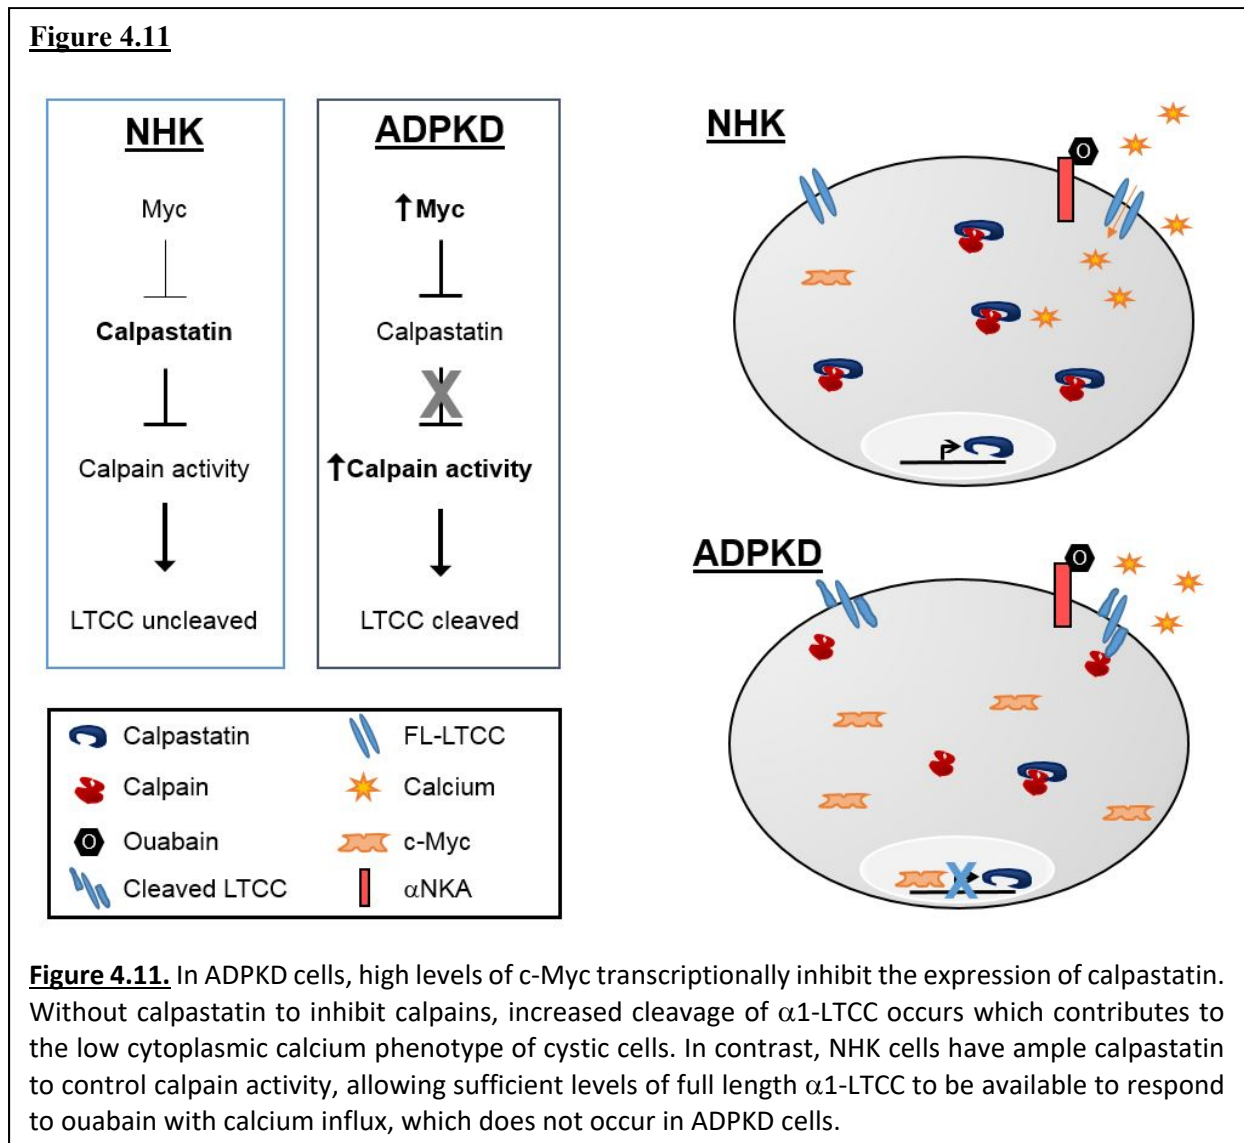 Figure 4.11
NHK
Myc
Calpastatin
Calpain activity
LTCC uncleaved
ADPKD
↑Myc
Calpastatin
X
↑Calpain activity
LTCC cleaved
NHK
O
ADPKD
O
X
Calpastatin
Calpain
O
Ouabain
Cleaved LTCC
FL-LTCC
Calcium
c-Myc
αNKA
Figure 4.11. In ADPKD cells, high levels of c-Myc transcriptionally inhibit the expression of calpastatin.
Without calpastatin to inhibit calpains, increased cleavage of α1-LTCC occurs which contributes to
the low cytoplasmic calcium phenotype of cystic cells. In contrast, NHK cells have ample calpastatin
to control calpain activity, allowing sufficient levels of full length α1-LTCC to be available to respond
to ouabain with calcium influx, which does not occur in ADPKD cells.